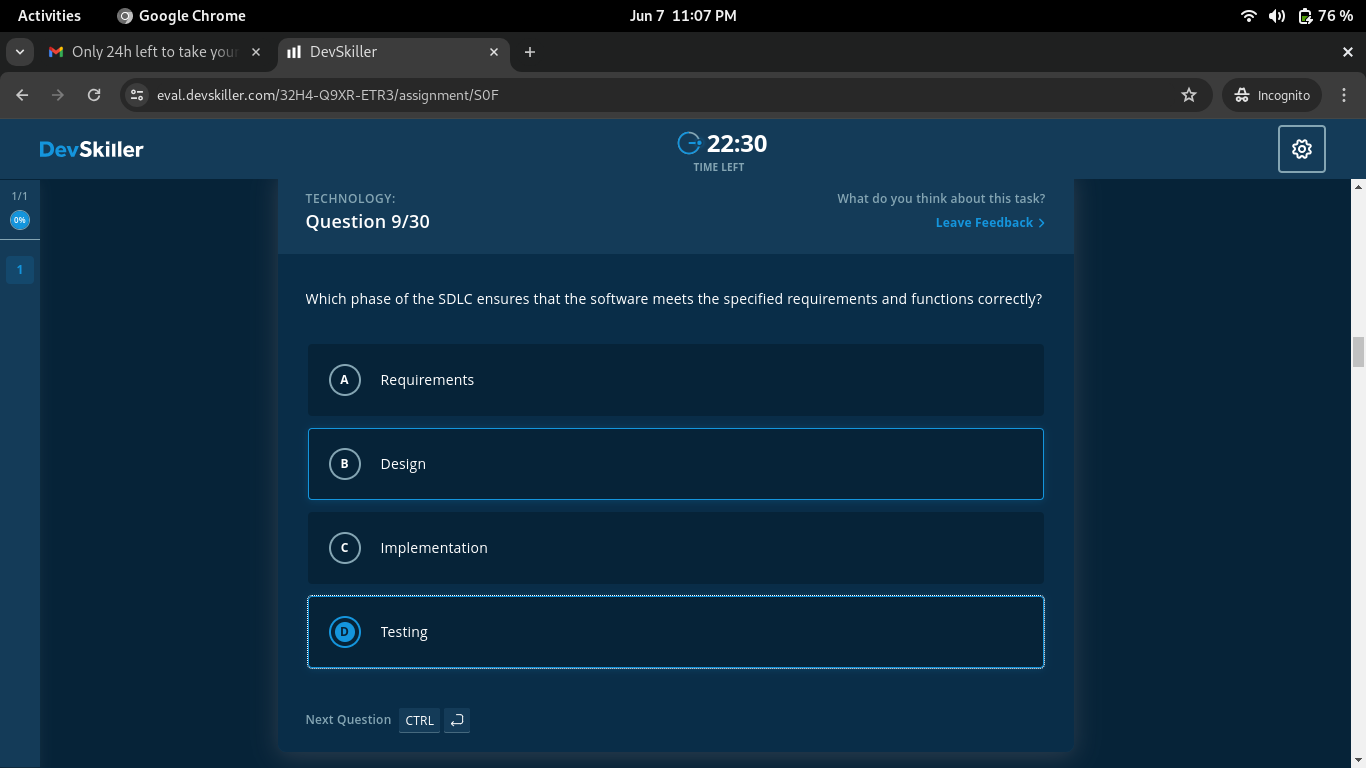 Activities
Google Chrome
Jun 7 11:07 PM
76 %
Only 24h left to take your
DevSkiller
eval.devskiller.com/32H4-Q9XR-ETR3/assignment/S0F
Incognito
DevSkiller
22:30
TIME LEFT
1/1
0%
1
TECHNOLOGY:
Question 9/30
What do you think about this task?
Leave Feedback
Which phase of the SDLC ensures that the software meets the specified requirements and functions correctly?
A Requirements
B Design
C Implementation
D Testing
Next Question CTRL